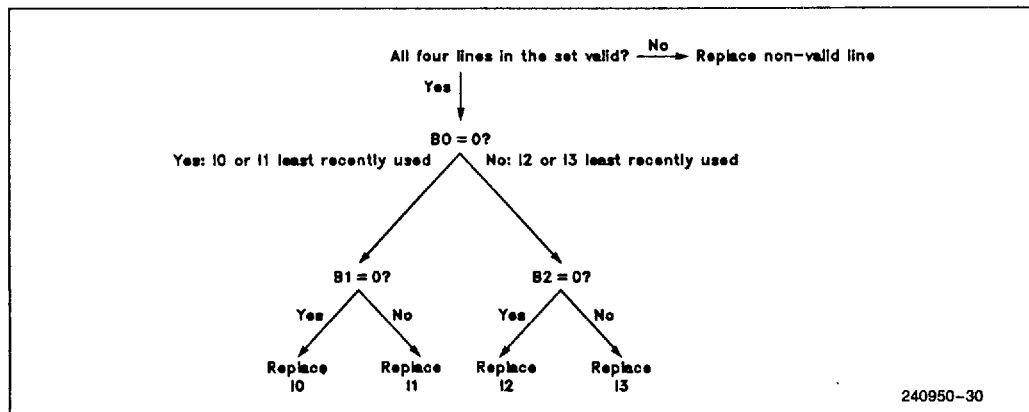 All four lines in the set valid? No Replace non-valid line
Yes
B0 = 0?
Yes: l0 or l1 least recently used No: l2 or l3 least recently used
B1 = 0? B2 = 0?
Yes No Yes No
Replace Replace Replace Replace
l0 l1 l2 l3
240950-30